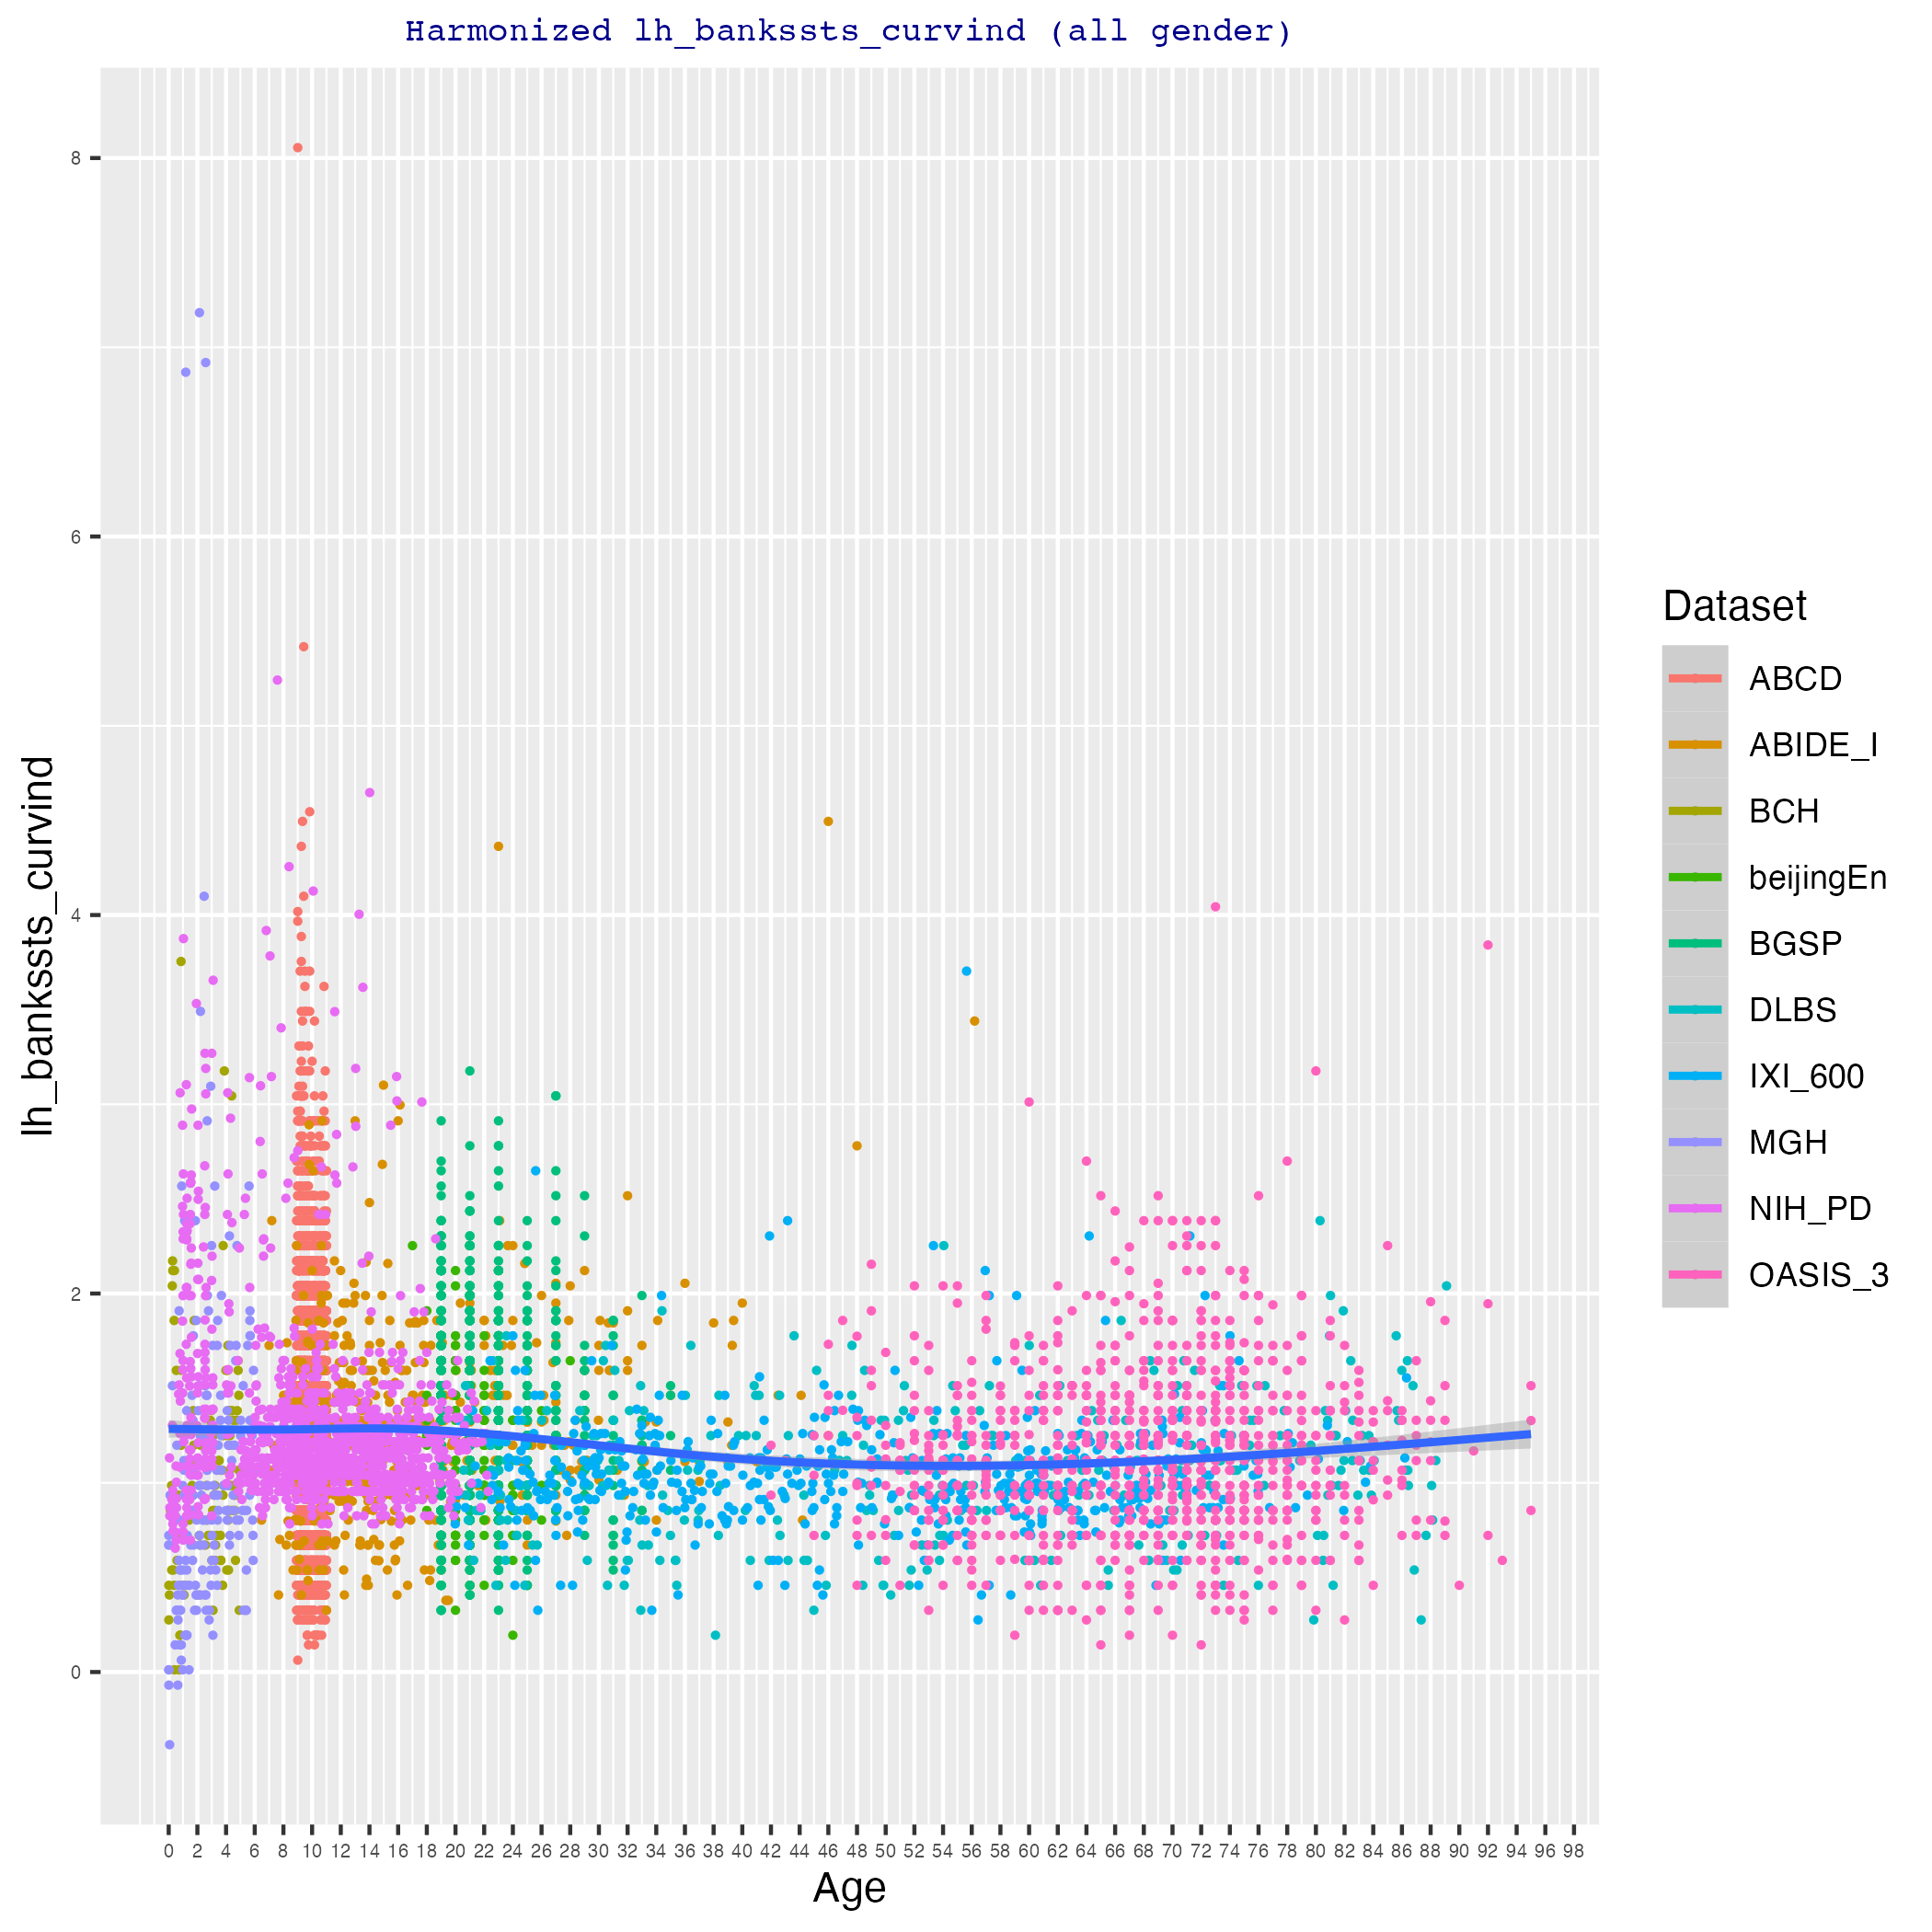 Harmonized lh_bankssts_curvind (all gender)
lh_bankssts_curvind
8
6
4
2
0
0 2 4 6 8 10 12 14 16 18 20 22 24 26 28 30 32 34 36 38 40 42 44 46 48 50 52 54 56 58 60 62 64 66 68 70 72 74 76 78 80 82 84 86 88 90 92 94 96 98
Age
Dataset
ABCD
ABIDE_I
BCH
beijingEn
BGSP
DLBS
IXI_600
MGH
NIH_PD
OASIS_3